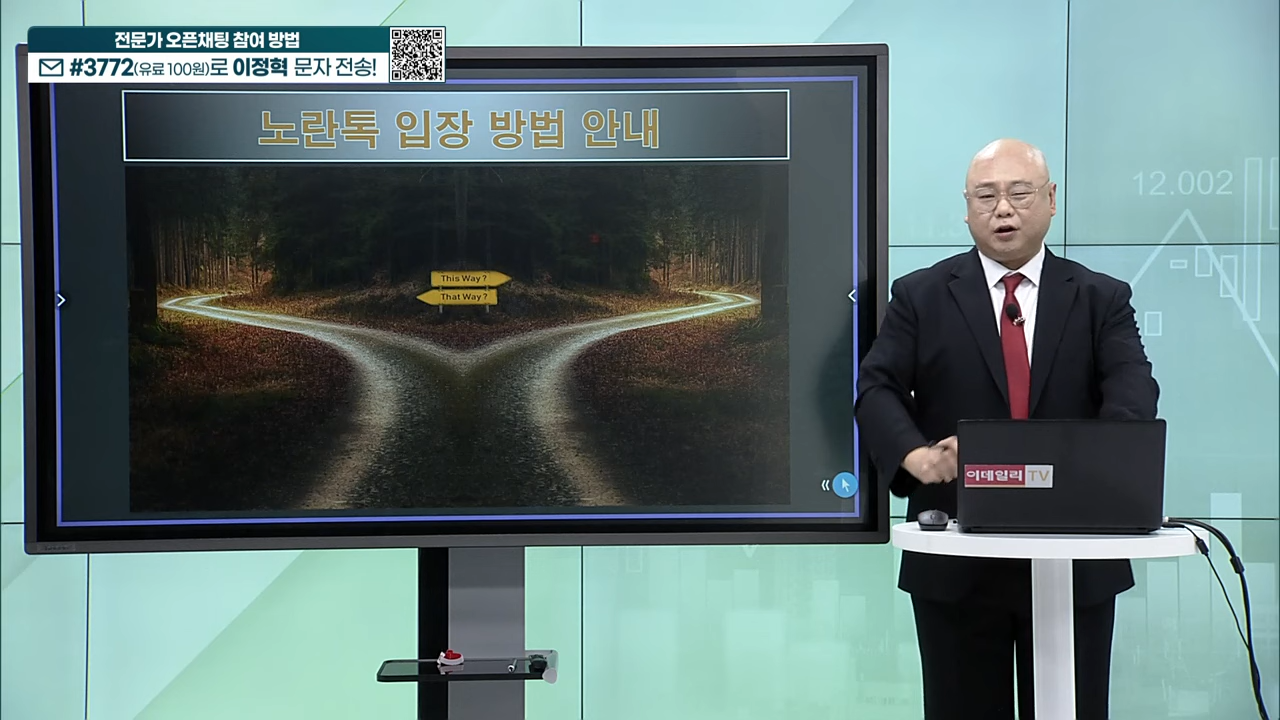 전문가 오픈채팅 참여 방법
#3772(유료 100원)로 이정혁 문자 전송!
노란톡 입장 방법 안내
This Way ?
That Way ?
12.002
이데일리 TV